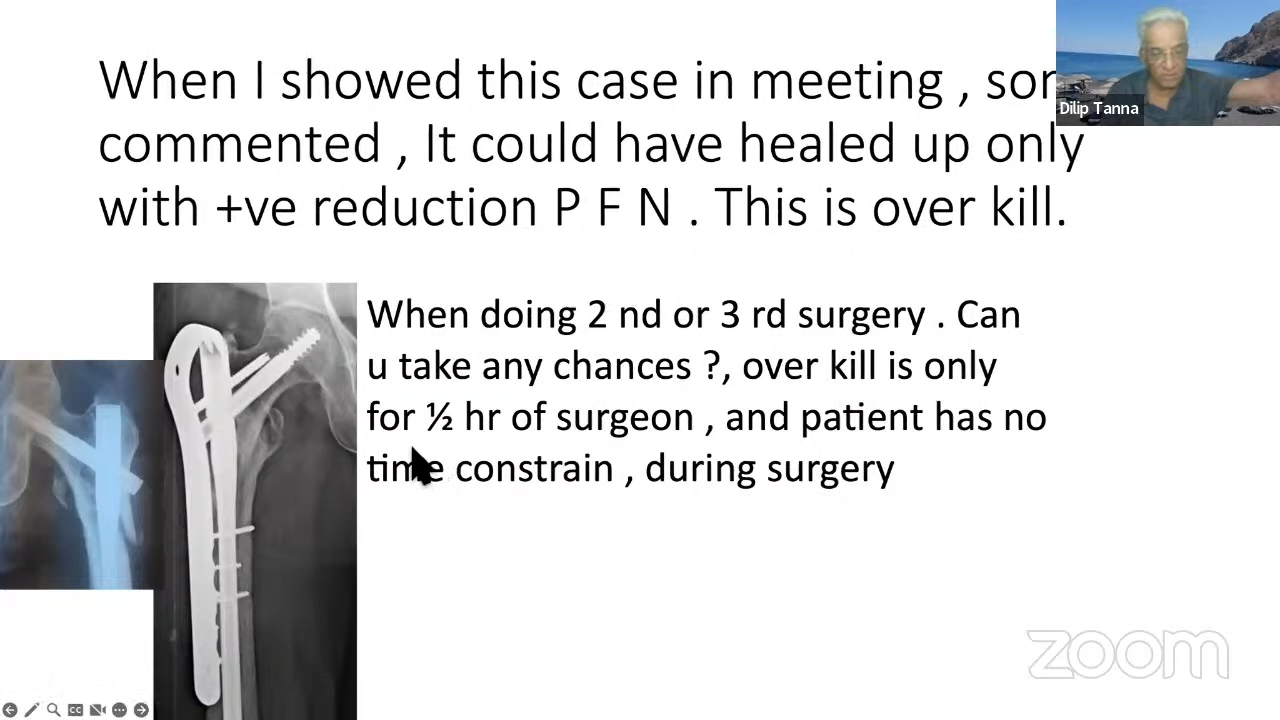 When I showed this case in meeting , 
commented , It could have healed up only
with +ve reduction P F N . This is over kill.
Dilip Tanna
When doing 2 nd or 3 rd surgery . Can
u take any chances ?, over kill is only
for ½ hr of surgeon , and patient has no
time constrain , during surgery
zoom